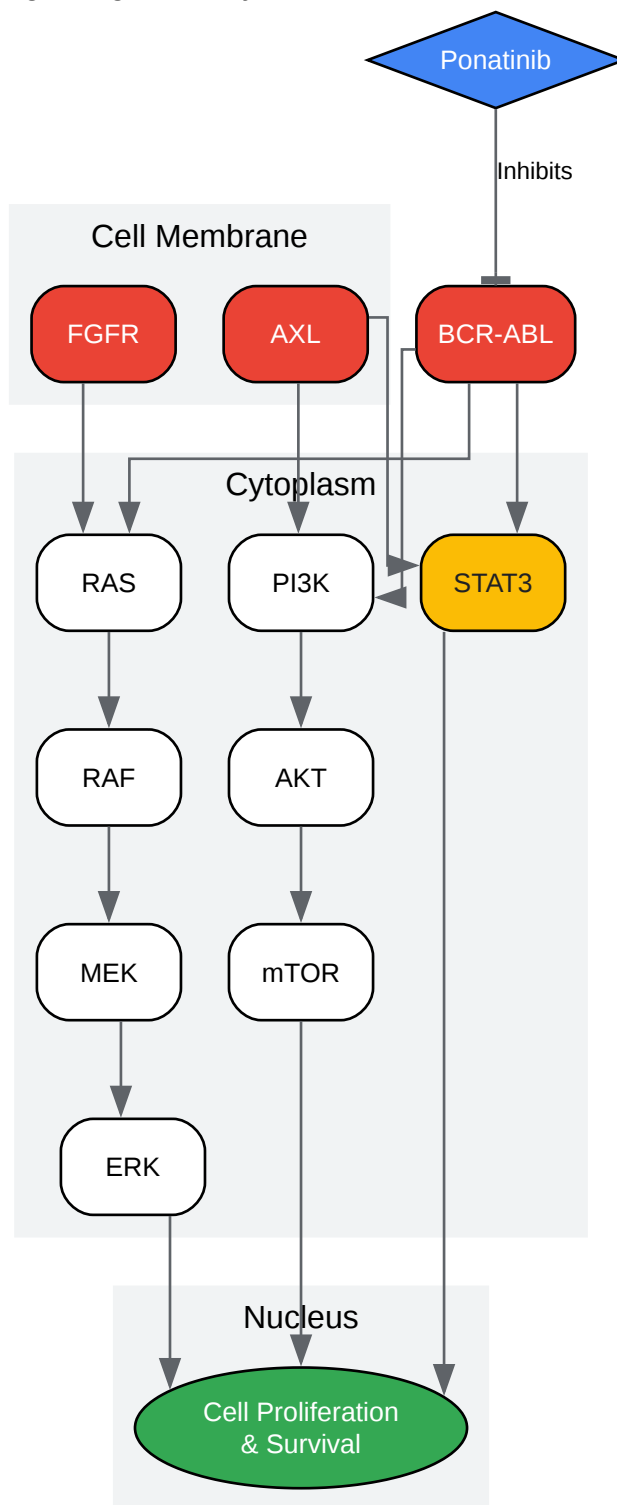 Ponatinib
Inhibits
Cell Membrane
FGFR
AXL
BCR-ABL
Cytoplasm
RAS
PI3K
STAT3
RAF
AKT
MEK
mTOR
ERK
Nucleus
Cell Proliferation
& Survival